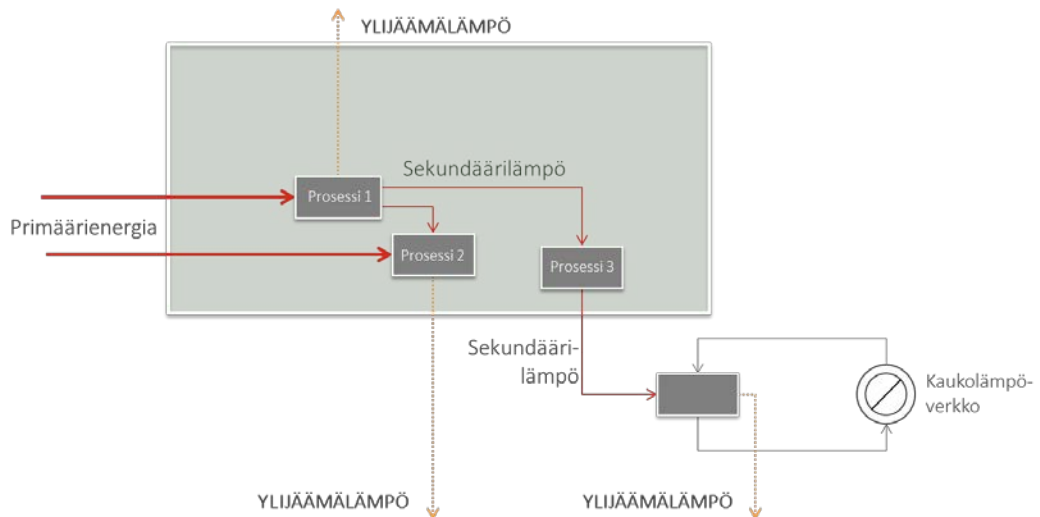 YLIJÄÄMÄLÄMPÖ
Sekundäärilämpö
Prosessi 1
Primäärienergia
Prosessi 2
Prosessi 3
Sekundääri-
lämpö
Kaukolämpö-
verkko
YLIJÄÄMÄLÄMPÖ
YLIJÄÄMÄLÄMPÖ